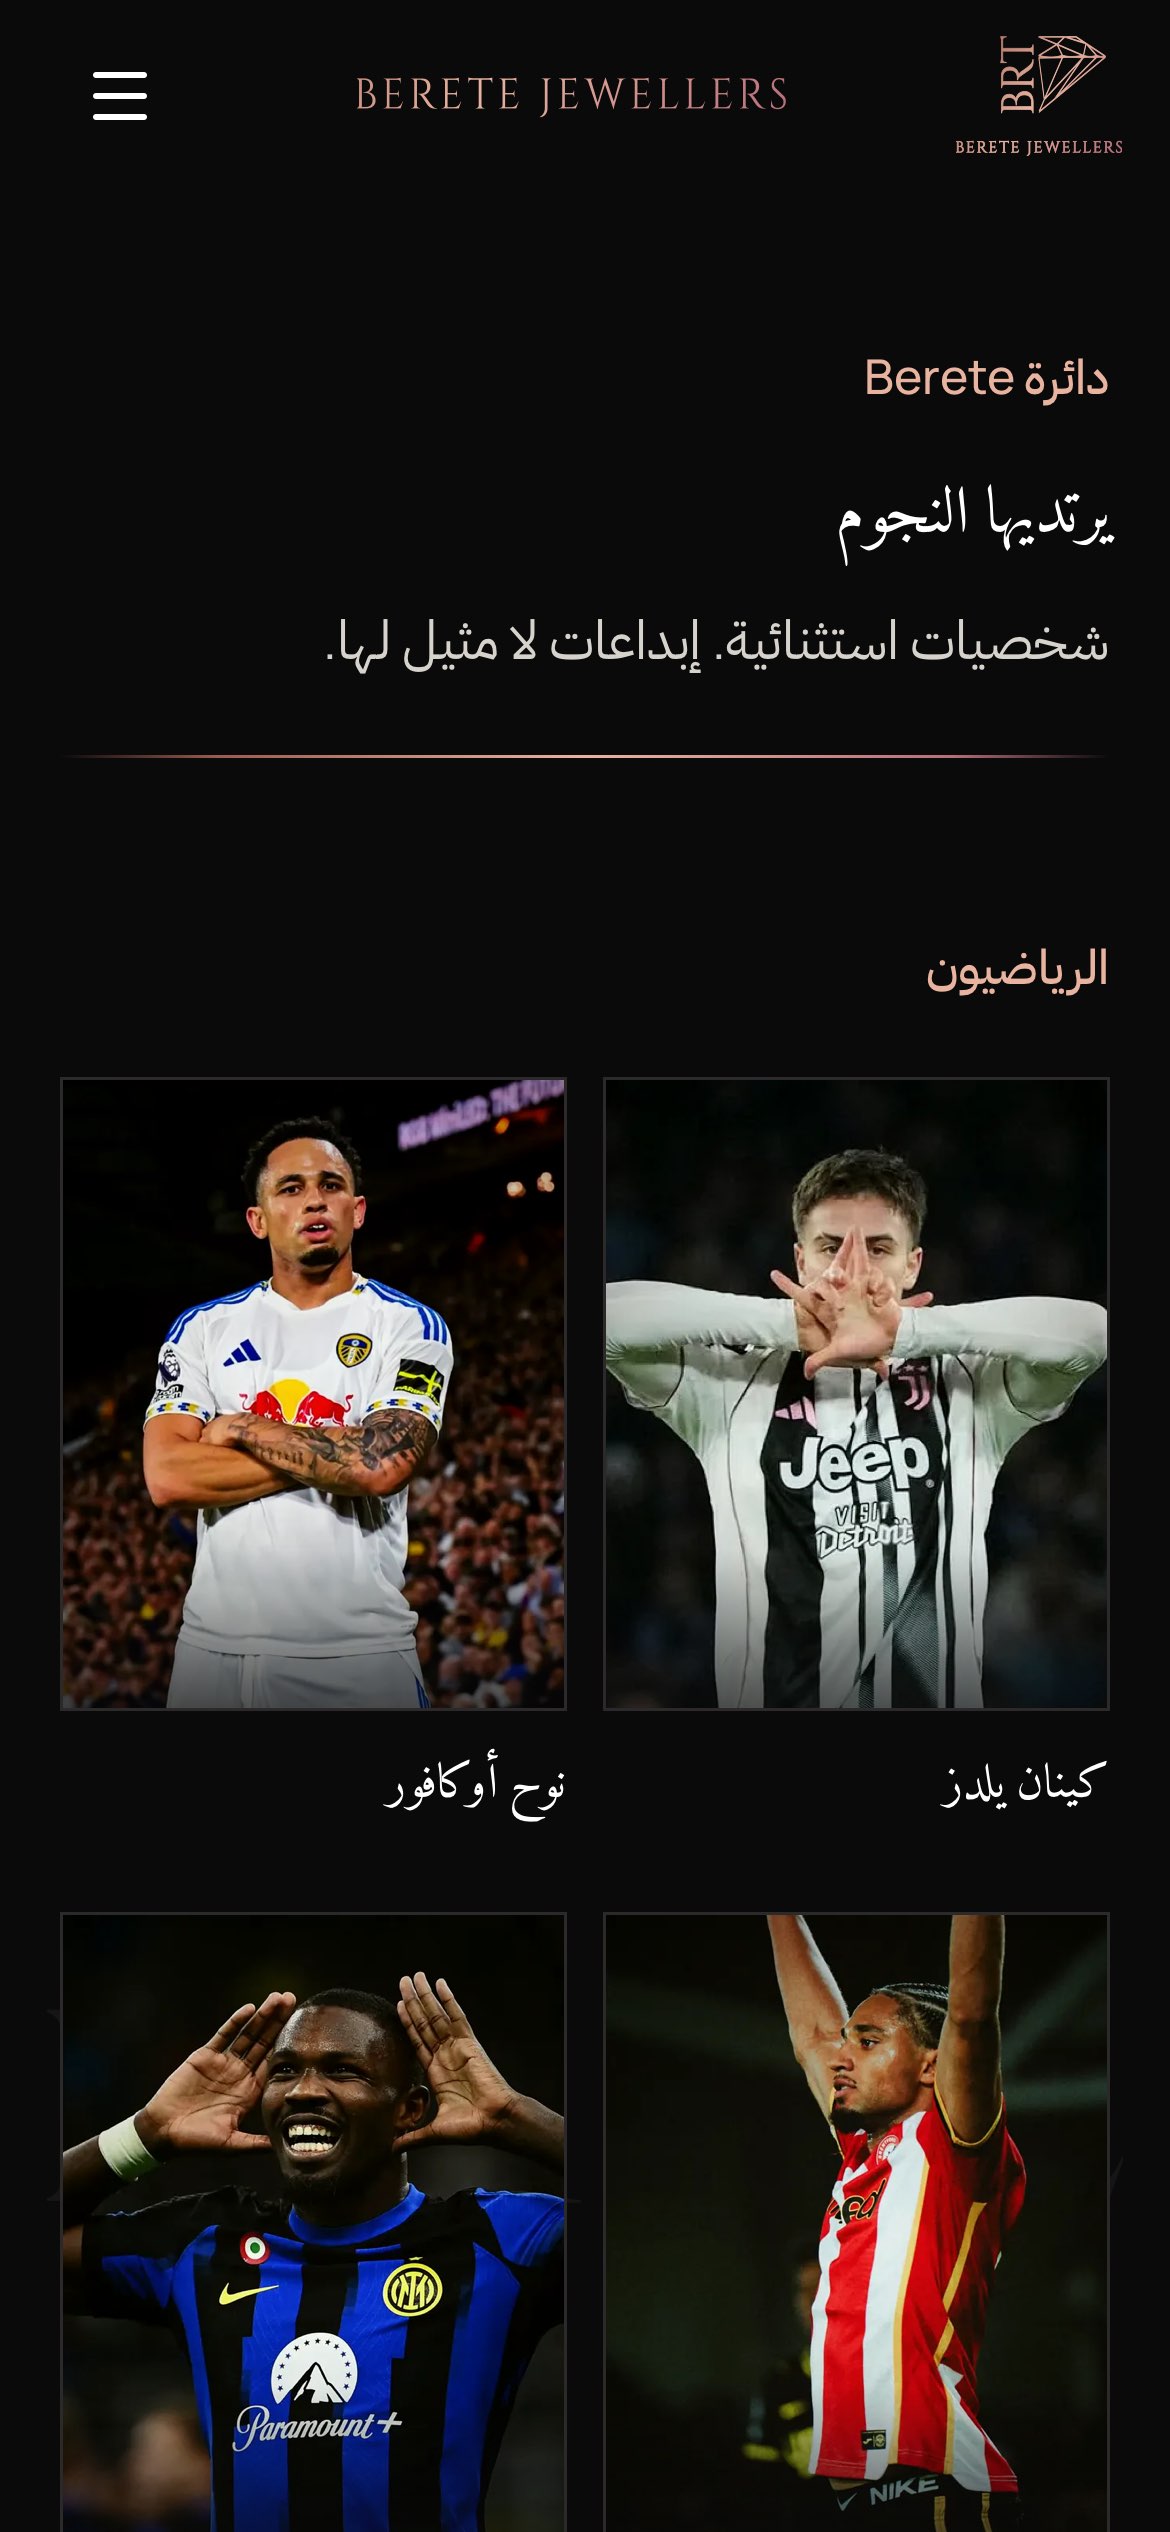 BERETE JEWELLERS
BRT
BERETE JEWELLERS
دائرة Berete
يرتديها النجوم
شخصيات استثنائية. إبداعات لا مثيل لها.
الرياضيون
Jeep
VISIT
Detroit
كينان يلدز
نوح أوكافور
Paramount+
NIKE